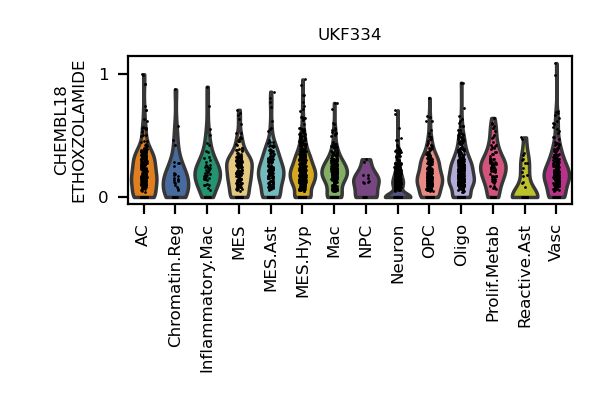 UKF334
CHEMBL18
ETHOXZOLAMIDE
1
0
AC
Chromatin.Reg
Inflammatory.Mac
MES
MES.Ast
MES.Hyp
Mac
NPC
Neuron
OPC
Oligo
Prolif.Metab
Reactive.Ast
Vasc